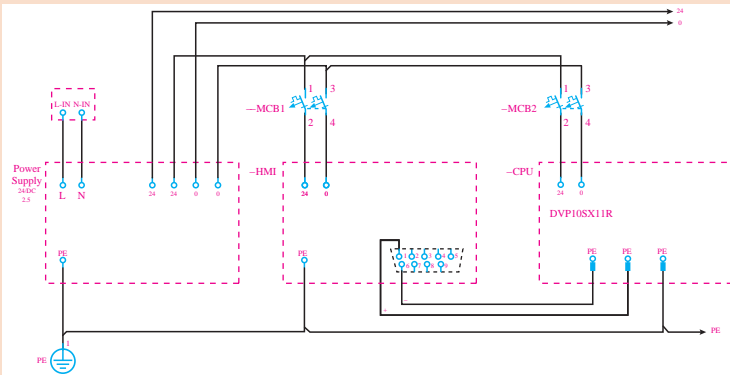 24
0
1 3
1 3
L-IN N-IN
–MCB1
–MCB2
2 4
2 4
Power
Supply
24/DC
2.5
–HMI
–CPU
L N
24 24 0 0
24 0
24 0
DVP10SX11R
PE
PE
PE PE PE
1 2 3 4 5
6 7 8 9
–
+
PE
1
PE